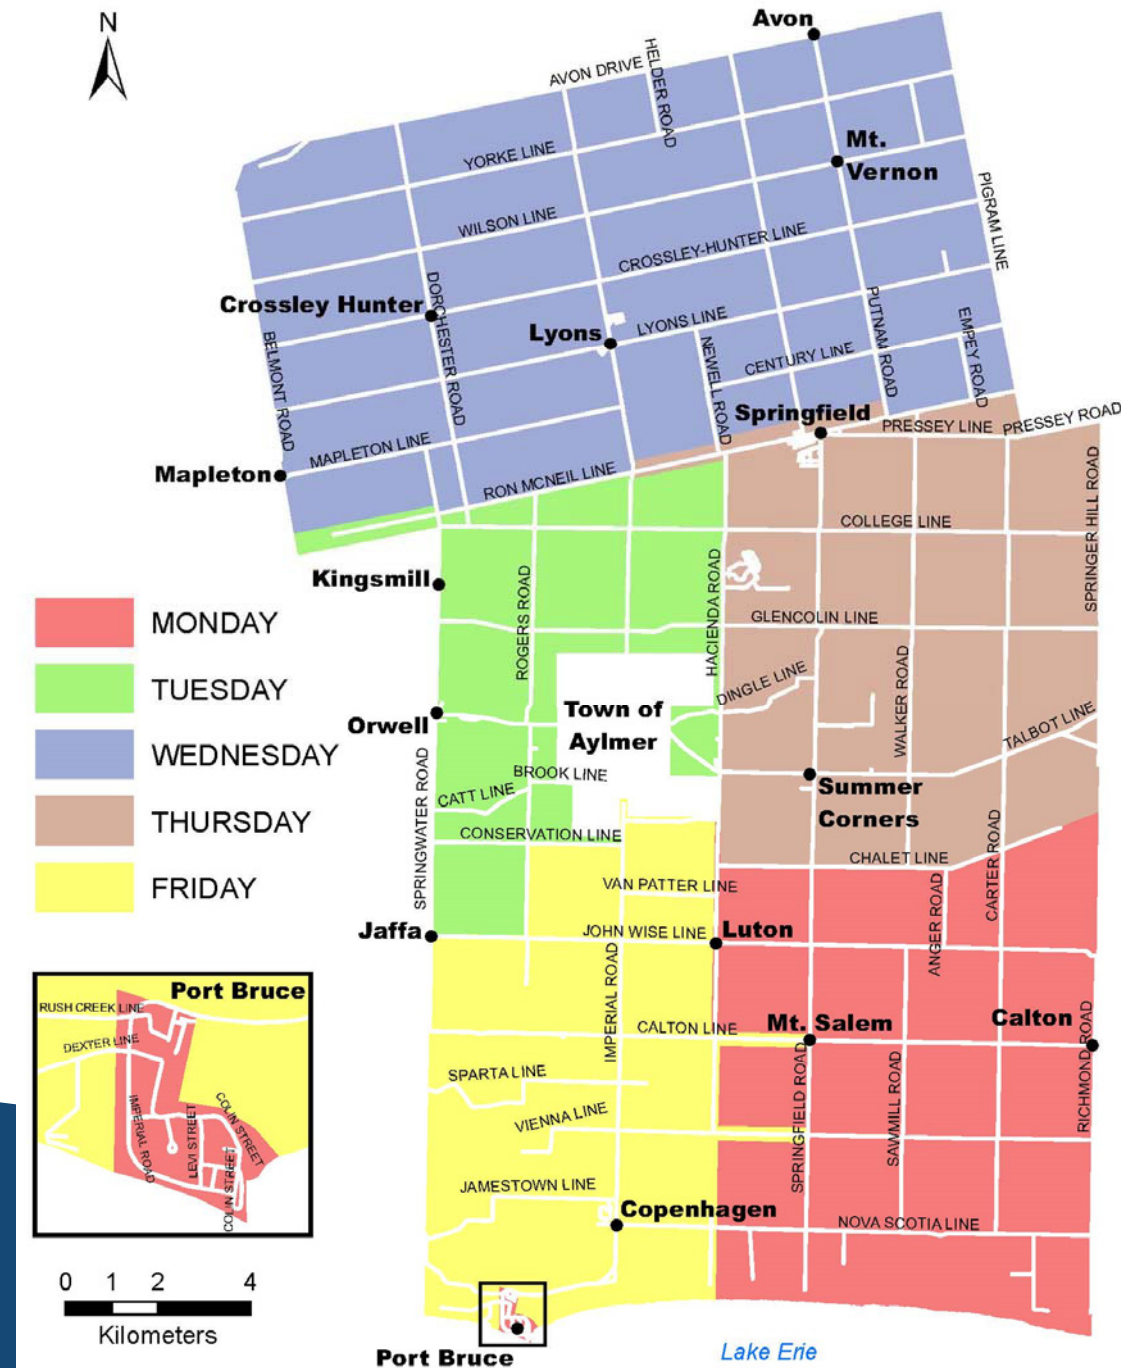 N
Avon
AVON DRIVE
HELDER ROAD
YORKE LINE
Mt.
Vernon
PIGRAM LINE
WILSON LINE
CROSSLEY-HUNTER LINE
Crossley Hunter
DORCHESTER ROAD
BELMONT ROAD
Lyons
LYONS LINE
NEWELL ROAD
CENTURY LINE
PUTNAM ROAD
EMPEY ROAD
Springfield
PRESSEY LINE
PRESSEY ROAD
MAPLETON LINE
Mapleton
RON MCNEIL LINE
COLLEGE LINE
SPRINGER HILL ROAD
Kingsmill
ROGERS ROAD
HACIENDA ROAD
GLENCOLIN LINE
MONDAY
TUESDAY
WEDNESDAY
THURSDAY
FRIDAY
DINGLE LINE
WALKER ROAD
TALBOT LINE
Orwell
Town of
Aylmer
SPRINGWATER ROAD
BROOK LINE
CATT LINE
CONSERVATION LINE
Summer
Corners
CHALET LINE
CARTER ROAD
ANGER ROAD
VAN PATTER LINE
Jaffa
JOHN WISE LINE
Luton
IMPERIAL ROAD
CALTON LINE
Mt. Salem
Calton
RICHMOND ROAD
SPARTA LINE
VIENNA LINE
SPRINGFIELD ROAD
SAWMILL ROAD
JAMESTOWN LINE
Copenhagen
NOVA SCOTIA LINE
Port Bruce
RUSH CREEK LINE
DEXTER LINE
IMPERIAL ROAD
LEVI STREET
COLIN STREET
COLIN STREET
0 1 2 4
Kilometers
Port Bruce
Lake Erie